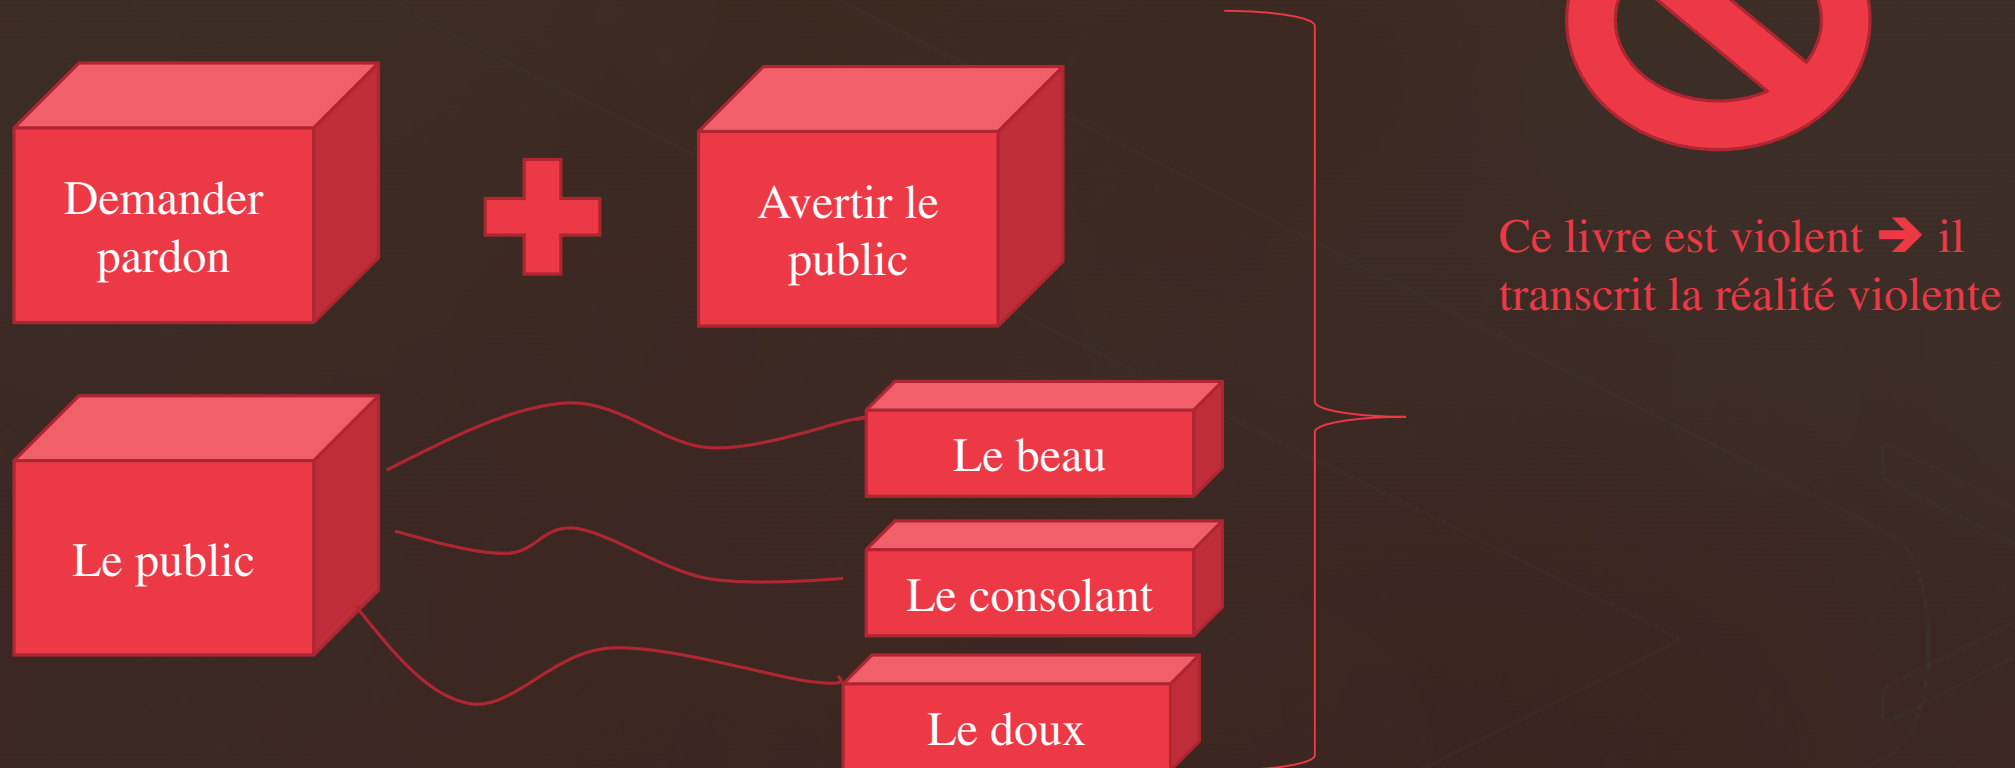 Demander
pardon
Avertir le
public
Ce livre est violent ➔ il
transcrit la réalité violente
Le public
Le beau
Le consolant
Le doux